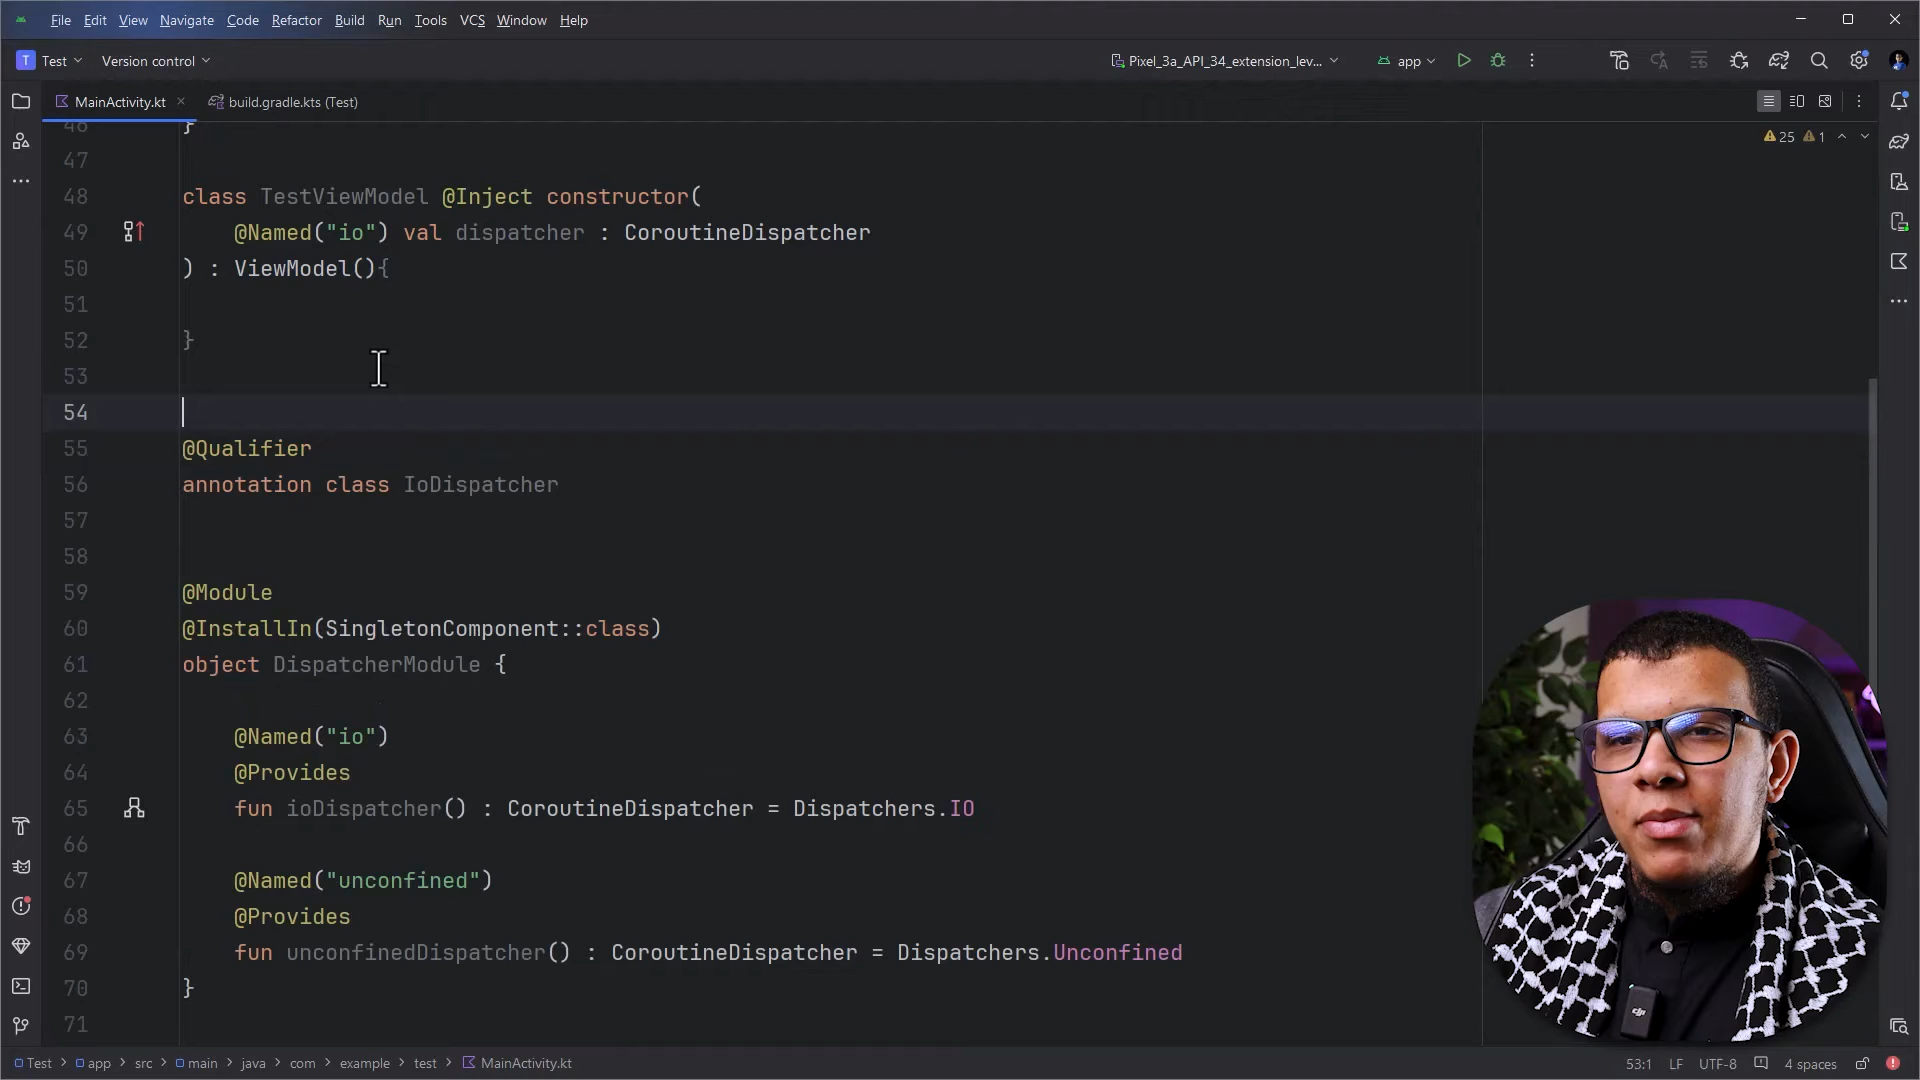 File Edit View Navigate Code Refactor Build Run Tools VCS Window Help
T Test Version control Pixel_3a_API_34_extension_lev... app
MainActivity.kt build.gradle.kts (Test)
25 1
46 }
47
48 class TestViewModel @Inject constructor(
49 @Named("io") val dispatcher : CoroutineDispatcher
50 ) : ViewModel(){
51
52 }
53
54
55 @Qualifier
56 annotation class IoDispatcher
57
58
59 @Module
60 @InstallIn(SingletonComponent::class)
61 object DispatcherModule {
62
63 @Named("io")
64 @Provides
65 fun ioDispatcher() : CoroutineDispatcher = Dispatchers.IO
66
67 @Named("unconfined")
68 @Provides
69 fun unconfinedDispatcher() : CoroutineDispatcher = Dispatchers.Unconfined
70 }
71
Test > app > src > main > java > com > example > test > MainActivity.kt 53:1 LF UTF-8 4 spaces
dji